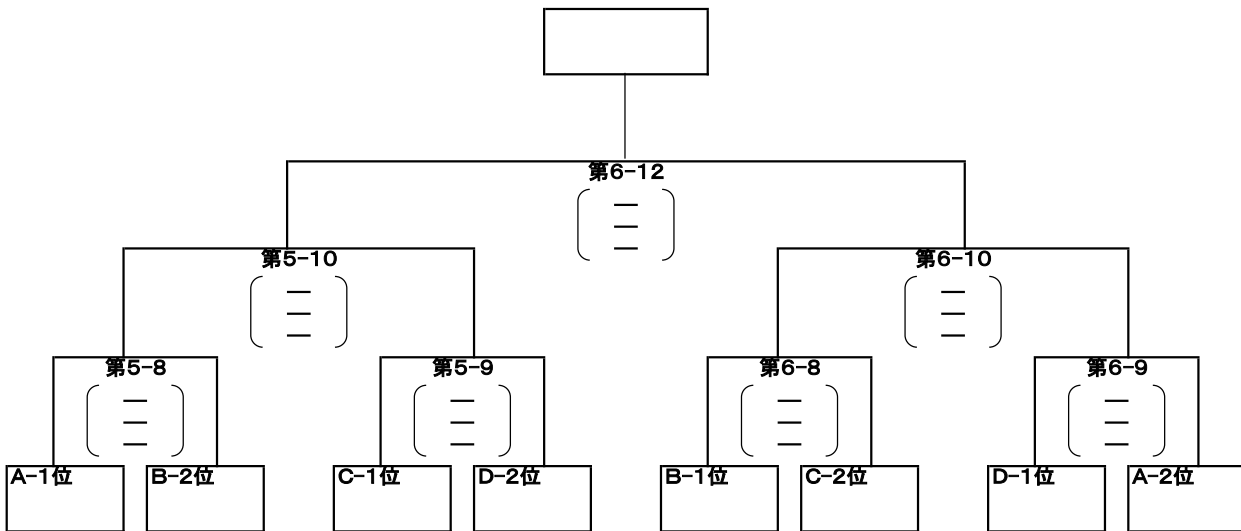 第6-12
第5-10
第6-10
第5-8
第5-9
第6-8
第6-9
A-1位
B-2位
C-1位
D-2位
B-1位
C-2位
D-1位
A-2位